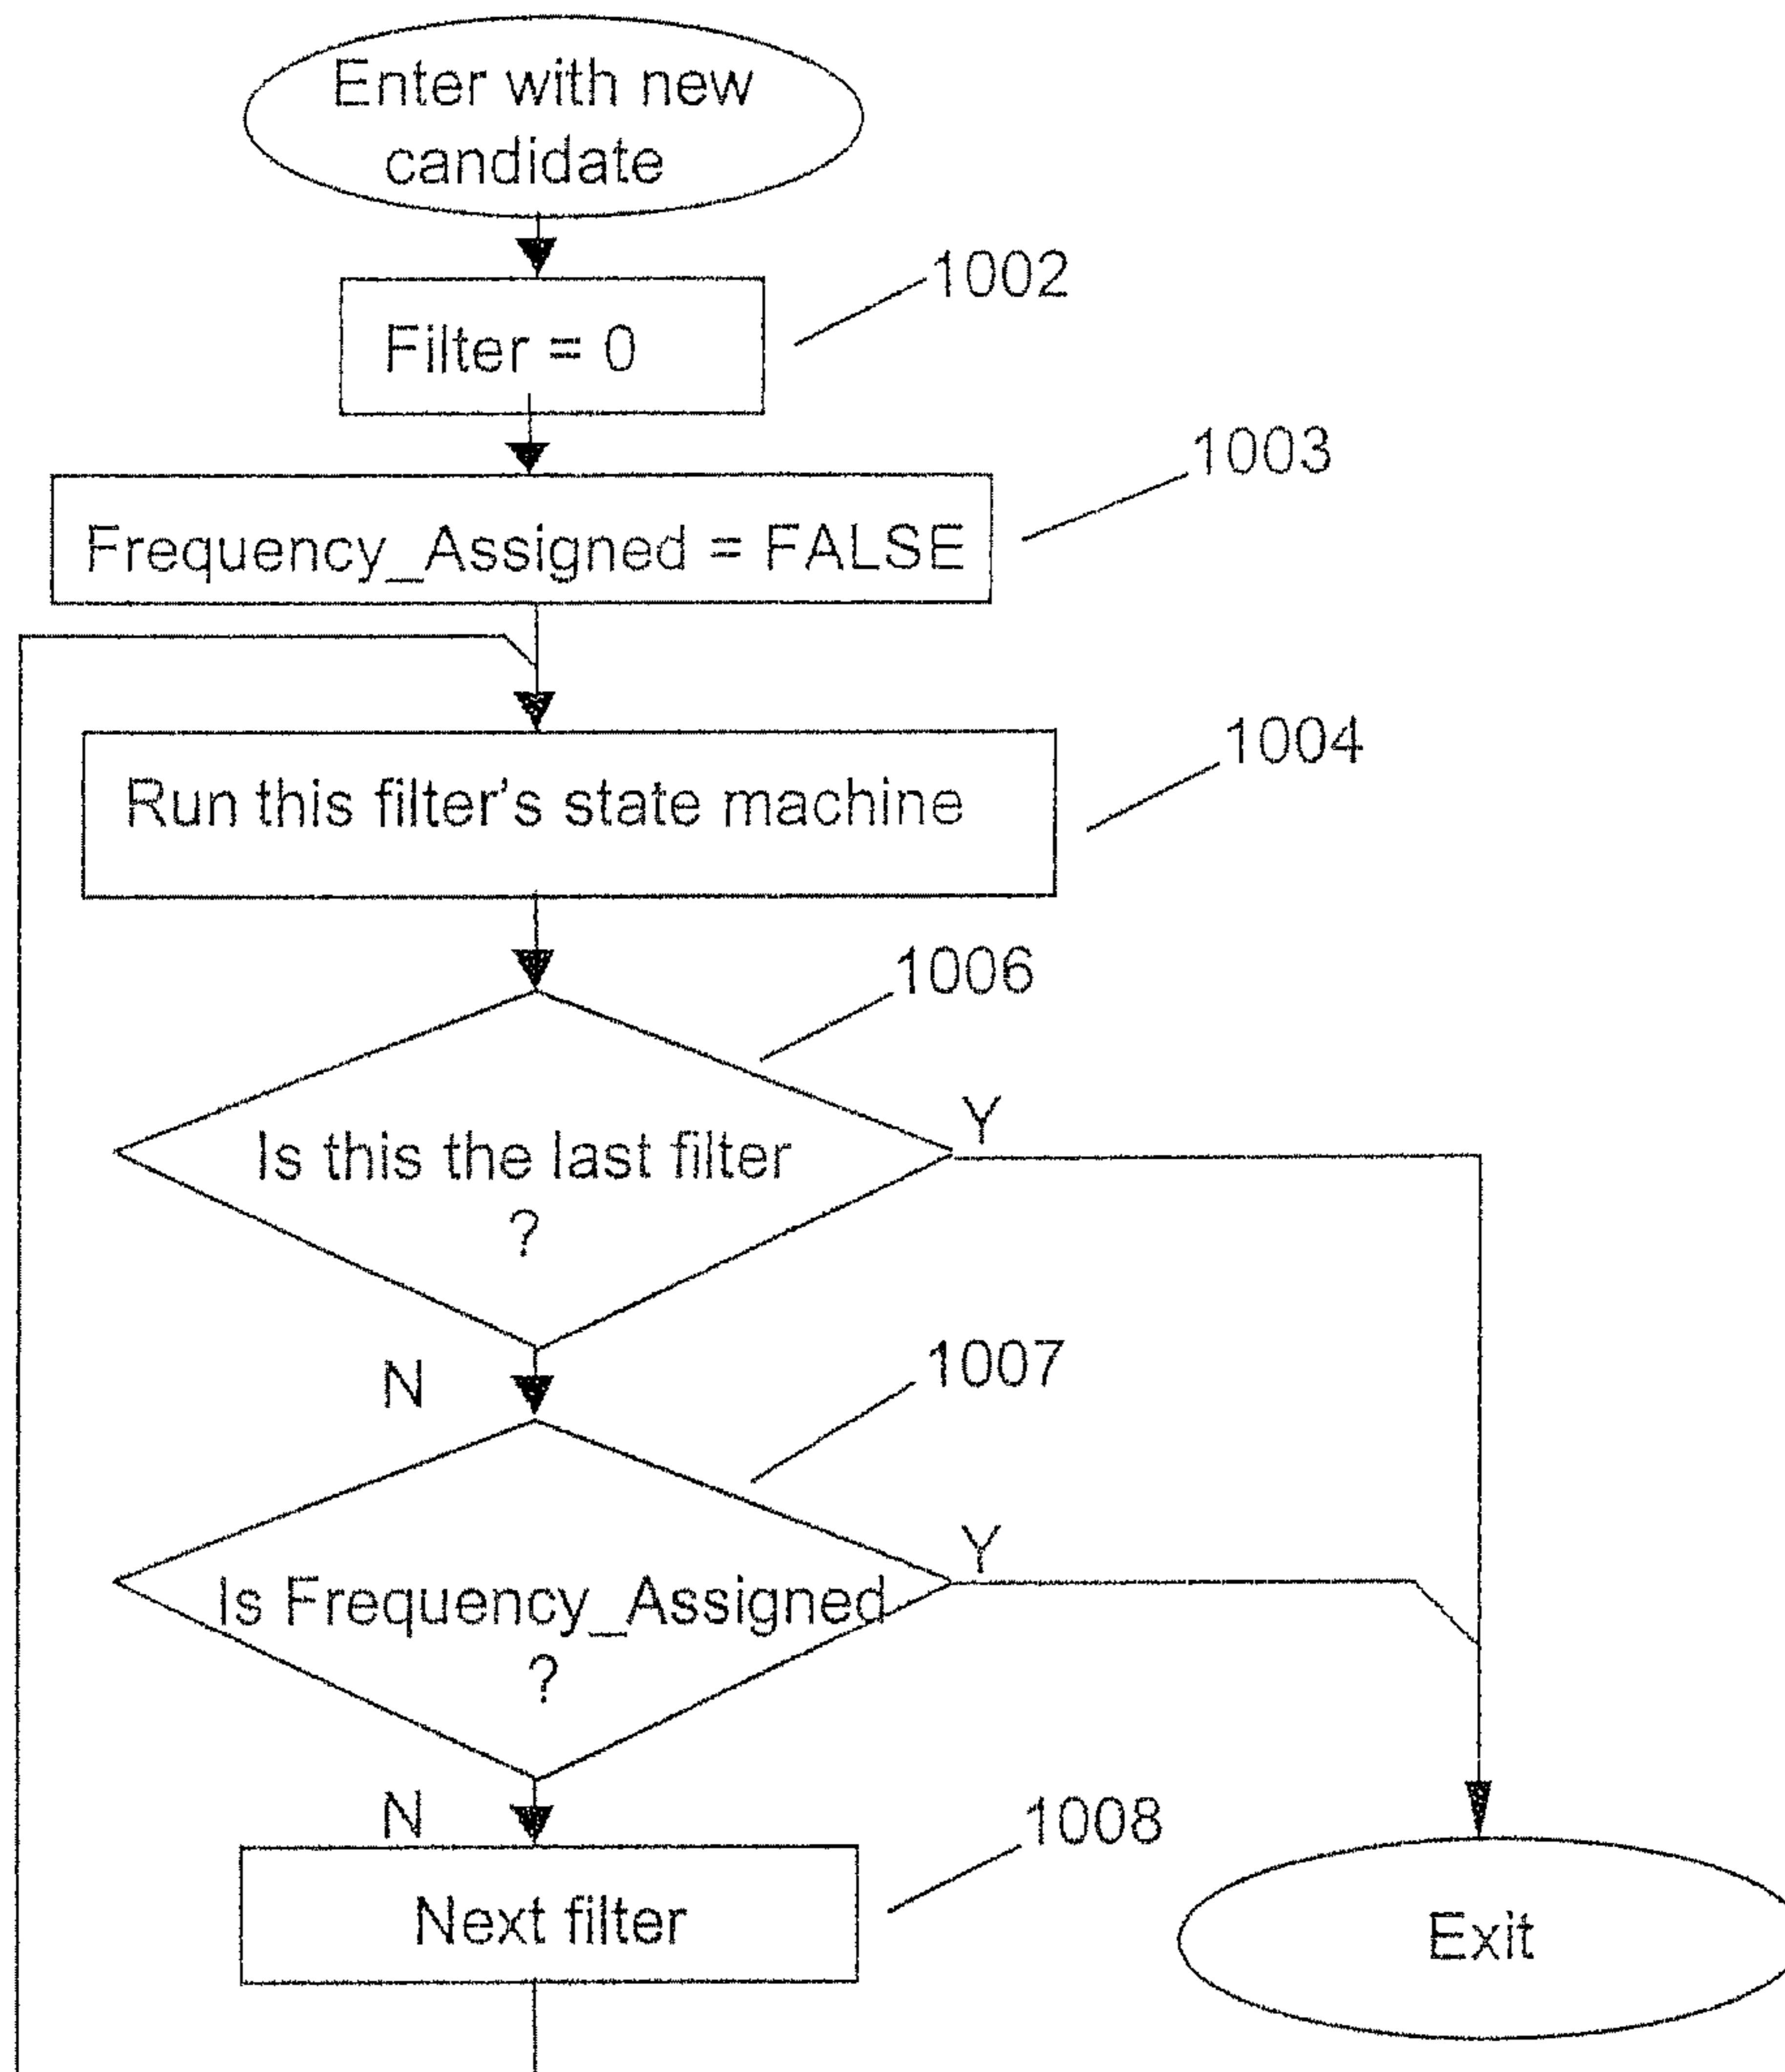 Enter with new
candidate
1002
Filter = 0
1003
Frequency_Assigned = FALSE
1004
Run this filter's state machine
1006
Y
Is this the last filter
?
N
1007
Y
Is Frequency_Assigned
?
N
1008
Next filter
Exit